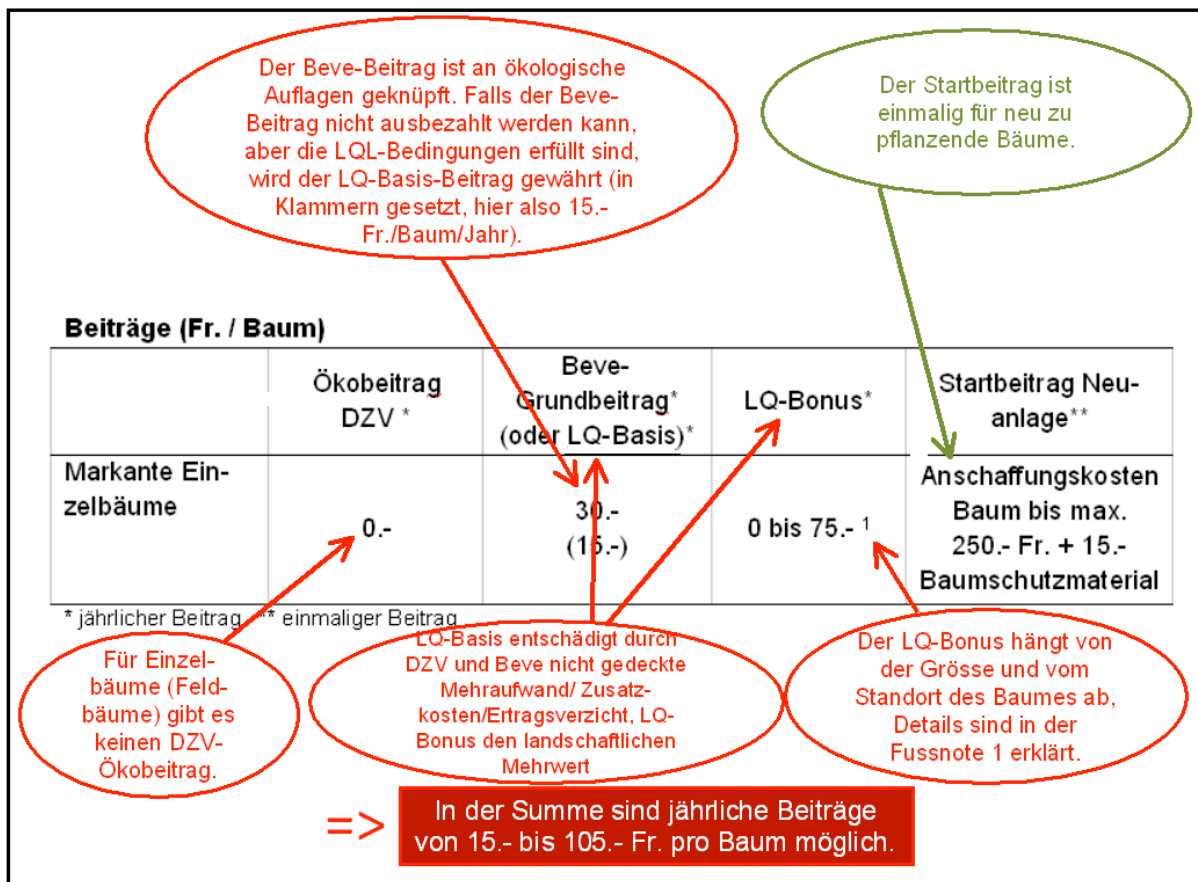 Der Beve-Beitrag ist an ökologische
Auflagen geknüpft. Falls der Beve-
Beitrag nicht ausbezahlt werden kann,
aber die LQL-Bedingungen erfüllt sind,
wird der LQ-Basis-Beitrag gewährt (in
Klammern gesetzt, hier also 15.-
Fr./Baum/Jahr).
Der Startbeitrag ist
einmalig für neu zu
pflanzende Bäume.
Beiträge (Fr. / Baum)
Ökobeitrag
DZV *
Beve-
Grundbeitrag*
(oder LQ-Basis)*
LQ-Bonus*
Startbeitrag Neu-
anlage**
Markante Ein-
zelbäume
0.-
30.-
(15.-)
0 bis 75.- 1
Anschaffungskosten
Baum bis max.
250.- Fr. + 15.-
Baumschutzmaterial
* jährlicher Beitrag ** einmaliger Beitrag
Für Einzel-
bäume (Feld-
bäume) gibt es
keinen DZV-
Ökobeitrag.
LQ-Basis entschädigt durch
DZV und Beve nicht gedeckte
Mehraufwand/ Zusatz-
kosten/Ertragsverzicht, LQ-
Bonus den landschaftlichen
Mehrwert
Der LQ-Bonus hängt von
der Grösse und vom
Standort des Baumes ab,
Details sind in der
Fussnote 1 erklärt.
=>
In der Summe sind jährliche Beiträge
von 15.- bis 105.- Fr. pro Baum möglich.